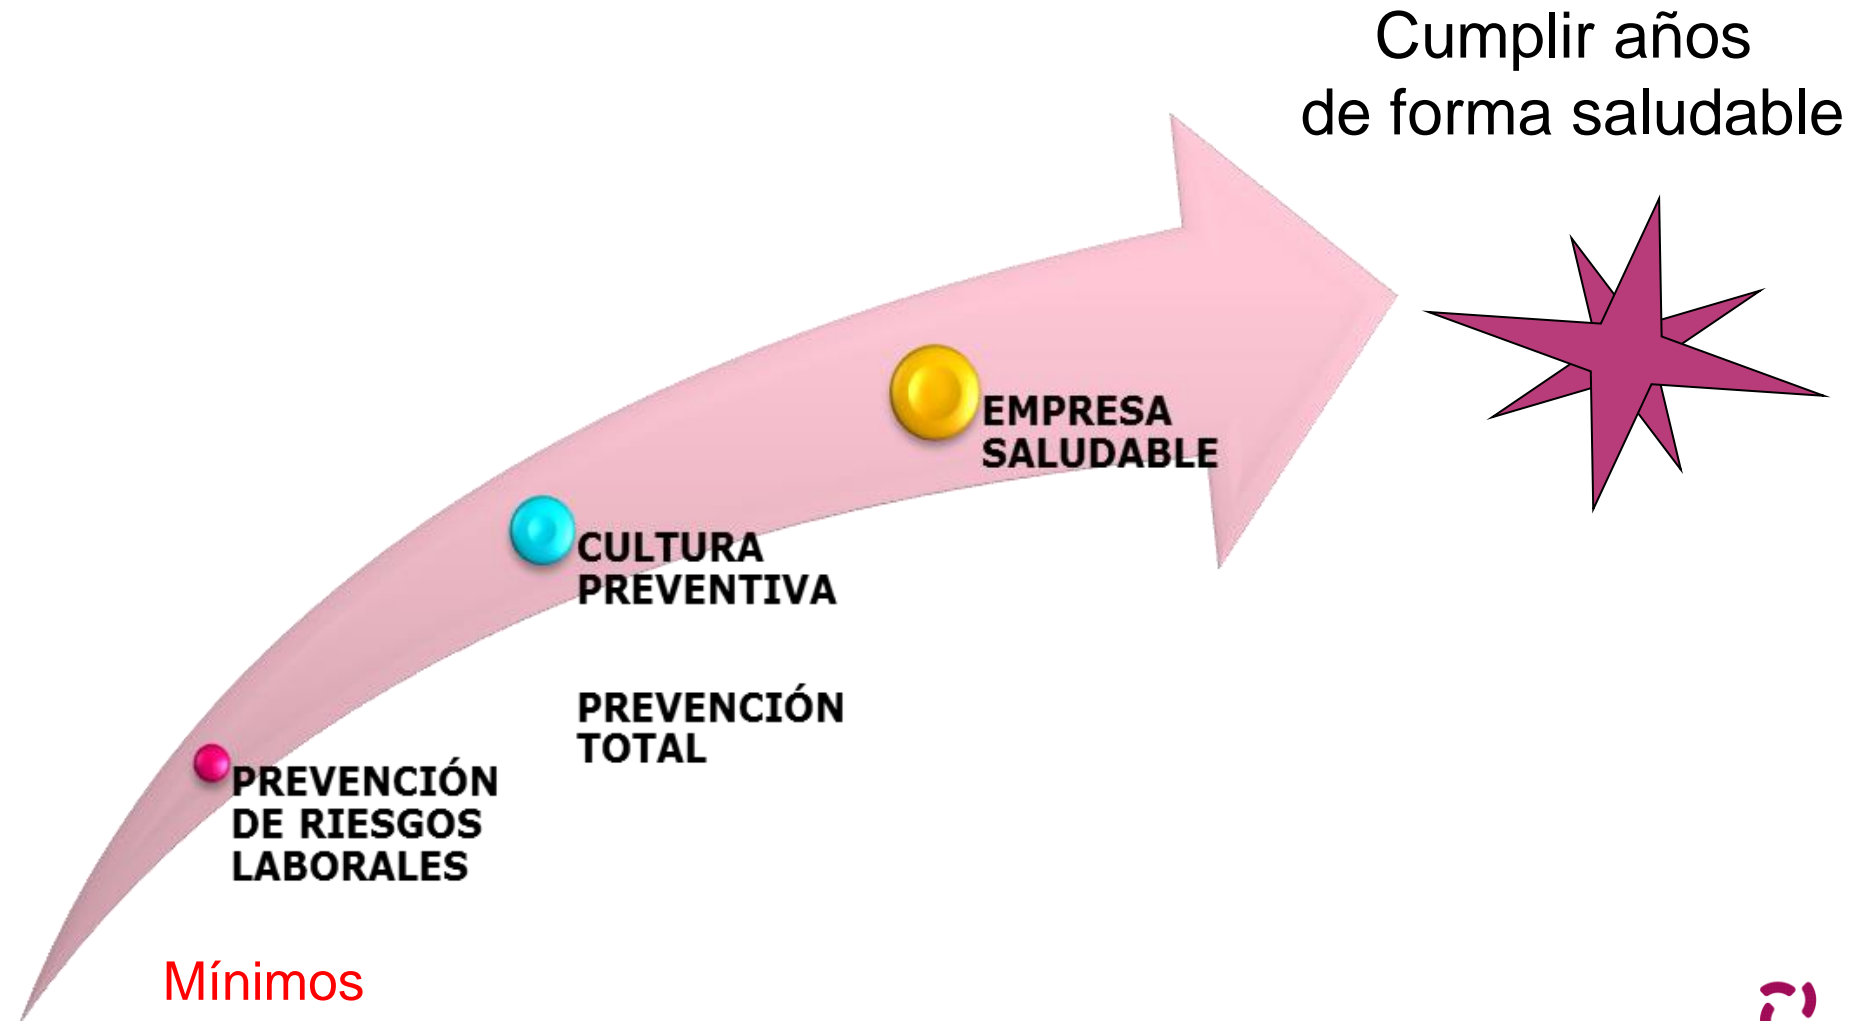 Cumplir años
de forma saludable
EMPRESA
SALUDABLE
CULTURA
PREVENTIVA
PREVENCIÓN
TOTAL
PREVENCIÓN
DE RIESGOS
LABORALES
Mínimos